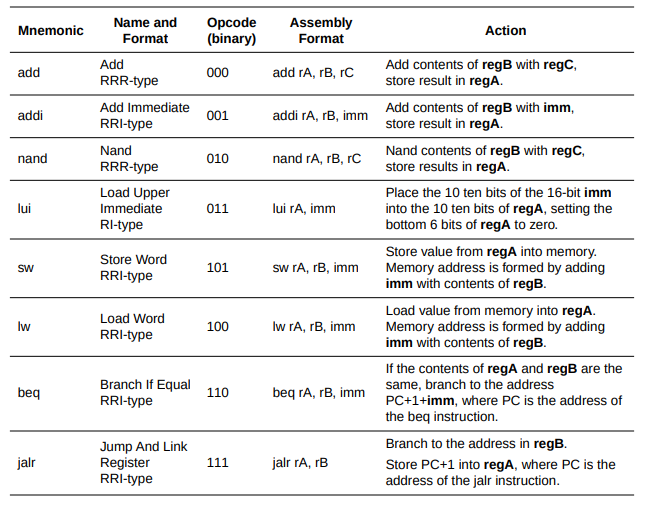 Mnemonic Name and Format Opcode (binary) Assembly Format Action
add Add RRR-type 000 add rA, rB, rC Add contents of regB with regC,
store result in regA.
addi Add Immediate RRI-type 001 addi rA, rB, imm Add contents of regB with imm,
store result in regA.
nand Nand RRR-type 010 nand rA, rB, rC Nand contents of regB with regC,
store results in regA.
lui Load Upper Immediate RI-type 011 lui rA, imm Place the 10 ten bits of the 16-bit imm
into the 10 ten bits of regA, setting the
bottom 6 bits of regA to zero.
sw Store Word RRI-type 101 sw rA, rB, imm Store value from regA into memory.
Memory address is formed by adding
imm with contents of regB.
lw Load Word RRI-type 100 lw rA, rB, imm Load value from memory into regA.
Memory address is formed by adding
imm with contents of regB.
beq Branch If Equal RRI-type 110 beq rA, rB, imm If the contents of regA and regB are the
same, branch to the address
PC+1+imm, where PC is the address of
the beq instruction.
jalr Jump And Link Register RRI-type 111 jalr rA, rB Branch to the address in regB.
Store PC+1 into regA, where PC is the
address of the jalr instruction.